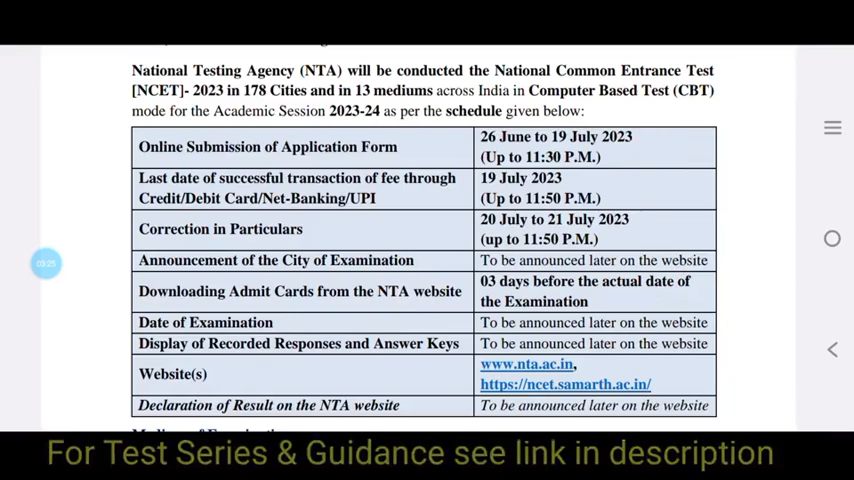 National Testing Agency (NTA) will be conducted the National Common Entrance Test
[NCET]- 2023 in 178 Cities and in 13 mediums across India in Computer Based Test (CBT)
mode for the Academic Session 2023-24 as per the schedule given below:
Online Submission of Application Form
26 June to 19 July 2023
(Up to 11:30 P.M.)
Last date of successful transaction of fee through
Credit/Debit Card/Net-Banking/UPI
19 July 2023
(Up to 11:50 P.M.)
Correction in Particulars
20 July to 21 July 2023
(up to 11:50 P.M.)
Announcement of the City of Examination
To be announced later on the website
Downloading Admit Cards from the NTA website
03 days before the actual date of
the Examination
Date of Examination
To be announced later on the website
Display of Recorded Responses and Answer Keys
To be announced later on the website
Website(s)
www.nta.ac.in,
https://ncet.samarth.ac.in/
Declaration of Result on the NTA website
To be announced later on the website
03:25
For Test Series & Guidance see link in description